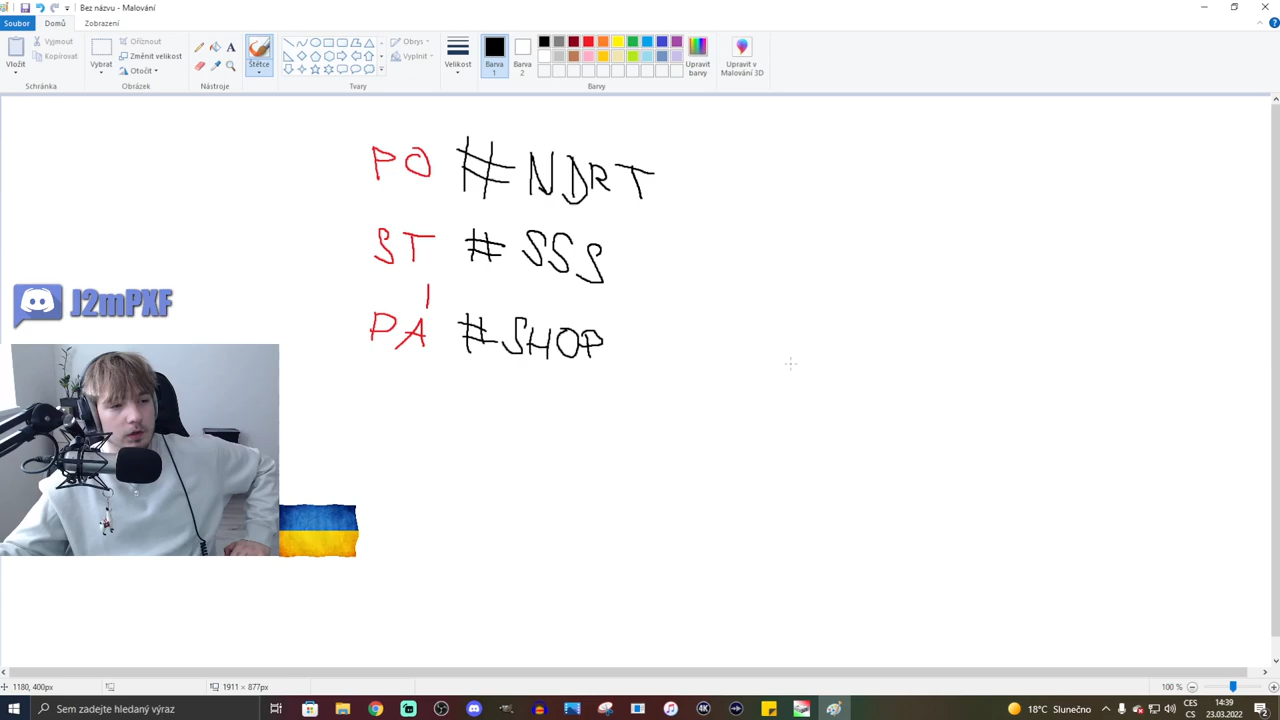 Bez názvu - Malování
Soubor Domů Zobrazení
Vložit
Vyjmout
Kopírovat
Schránka
Vybrat
Oříznout
Změnit velikost
Otočit
Obrázek
Nástroje
Štětce
Obrys
Vyplnit
Tvary
Velikost
Barva 1
Barva 2
Upravit barvy
Barvy
Upravit v Malování 3D
PO #NDRT
ST #SSS
PA #SHOP
J2mPXF
1180, 400px
1911 × 877px
100 %
Sem zadejte hledaný výraz
4K
18°C Slunečno
CES
14:39
23.03.2022